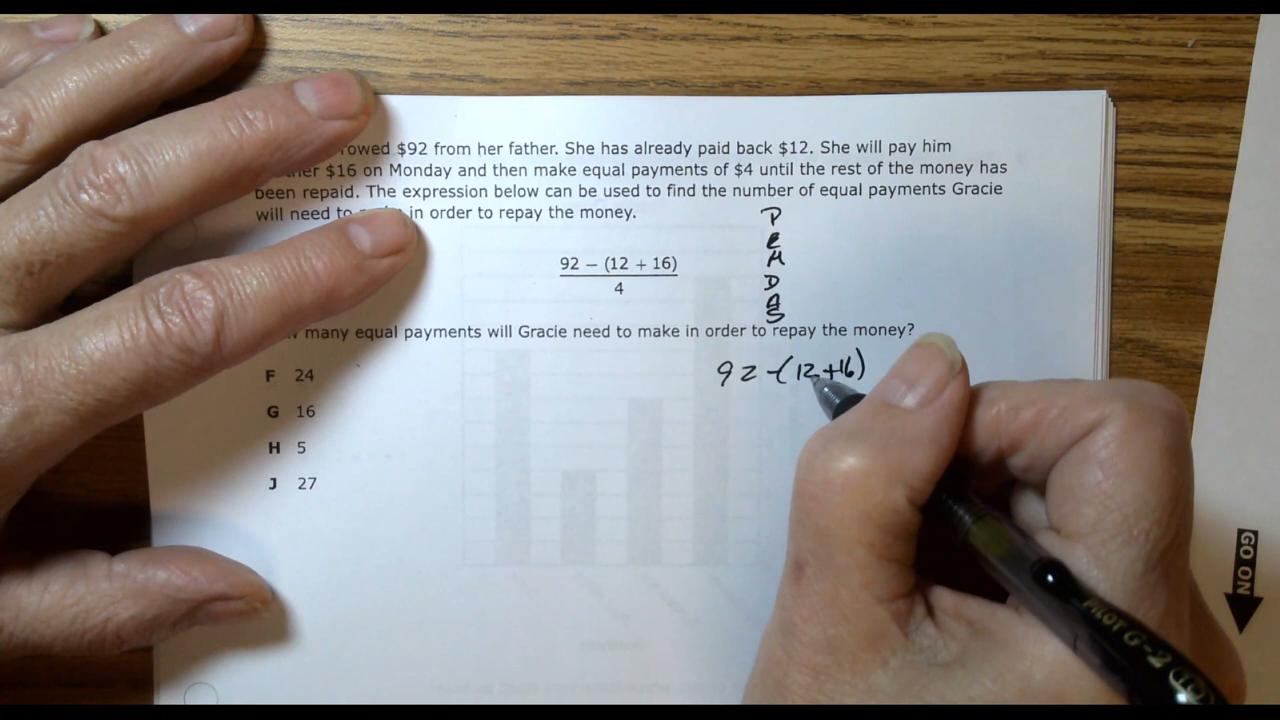 rowed $92 from her father. She has already paid back $12. She will pay him
$16 on Monday and then make equal payments of $4 until the rest of the money has
been repaid. The expression below can be used to find the number of equal payments Gracie
will need to in order to repay the money.
P
E
M
D
A
S
92 − (12 + 16)
4
many equal payments will Gracie need to make in order to repay the money?
92 - (12 + 16)
F 24
G 16
H 5
J 27
GO ON
PILOT G-2